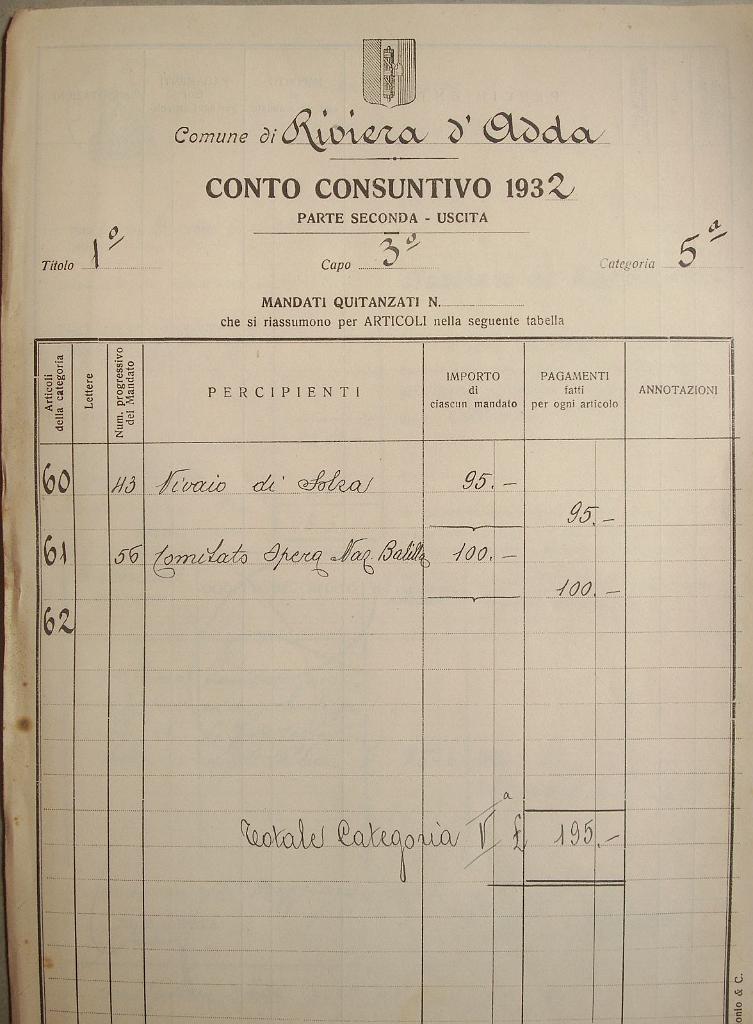 Comune di Riviera d'Adda
CONTO CONSUNTIVO 1932
PARTE SECONDA - USCITA
Titolo 1º Capo 3º Categoria 5ª
MANDATI QUITANZATI N.
che si riassumono per ARTICOLI nella seguente tabella
Articoli della categoria
Lettere
Num. progressivo del Mandato
PERCIPIENTI
IMPORTO di ciascun mandato
PAGAMENTI fatti per ogni articolo
ANNOTAZIONI
60 43 Vivaio di Solza 95.-
95.-
61 56 Comitato Opera Naz. Balilla 100.-
100.-
62
Totale Categoria Vª £ 195.-
& C.